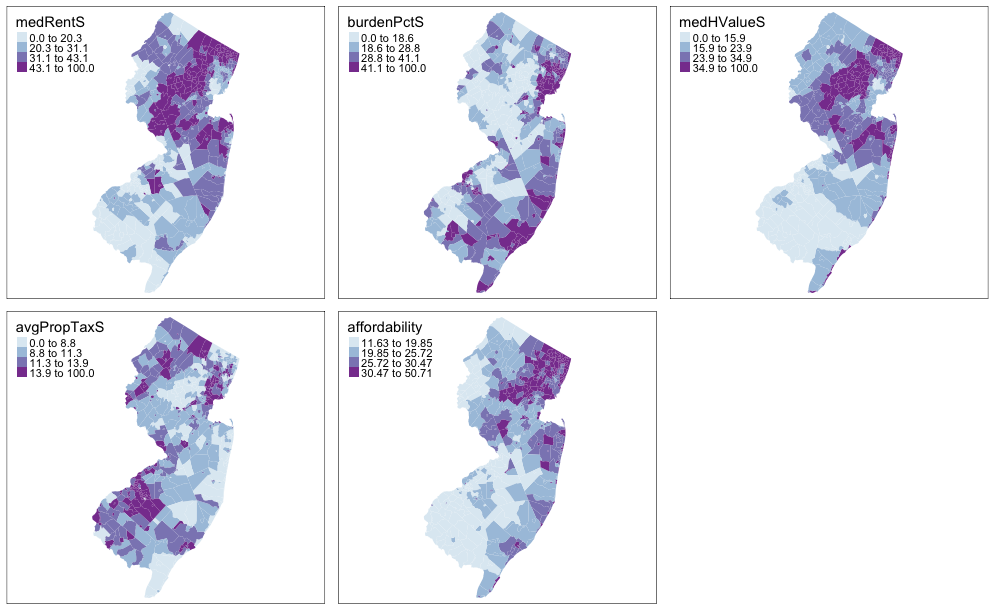 medRentS
0.0 to 20.3
20.3 to 31.1
31.1 to 43.1
43.1 to 100.0
burdenPctS
0.0 to 18.6
18.6 to 28.8
28.8 to 41.1
41.1 to 100.0
medHValueS
0.0 to 15.9
15.9 to 23.9
23.9 to 34.9
34.9 to 100.0
avgPropTaxS
0.0 to 8.8
8.8 to 11.3
11.3 to 13.9
13.9 to 100.0
affordability
11.63 to 19.85
19.85 to 25.72
25.72 to 30.47
30.47 to 50.71